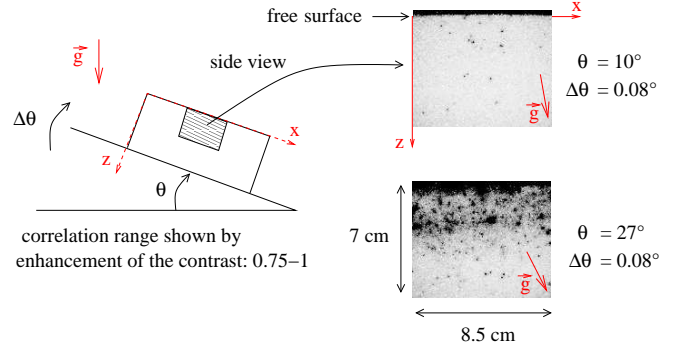 free surface
x
g
side view
θ = 10°
Δθ = 0.08°
g
Δθ
x
z
z
θ
correlation range shown by
enhancement of the contrast: 0.75−1
7 cm
θ = 27°
Δθ = 0.08°
g
8.5 cm